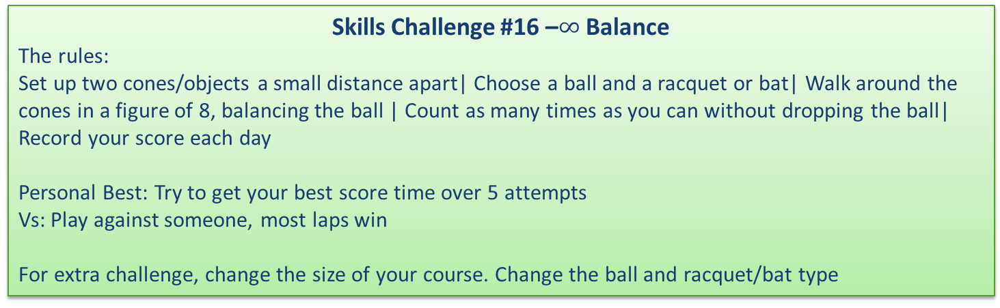 Skills Challenge #16 –∞ Balance
The rules:
Set up two cones/objects a small distance apart| Choose a ball and a racquet or bat| Walk around the
cones in a figure of 8, balancing the ball | Count as many times as you can without dropping the ball|
Record your score each day
Personal Best: Try to get your best score time over 5 attempts
Vs: Play against someone, most laps win
For extra challenge, change the size of your course. Change the ball and racquet/bat type